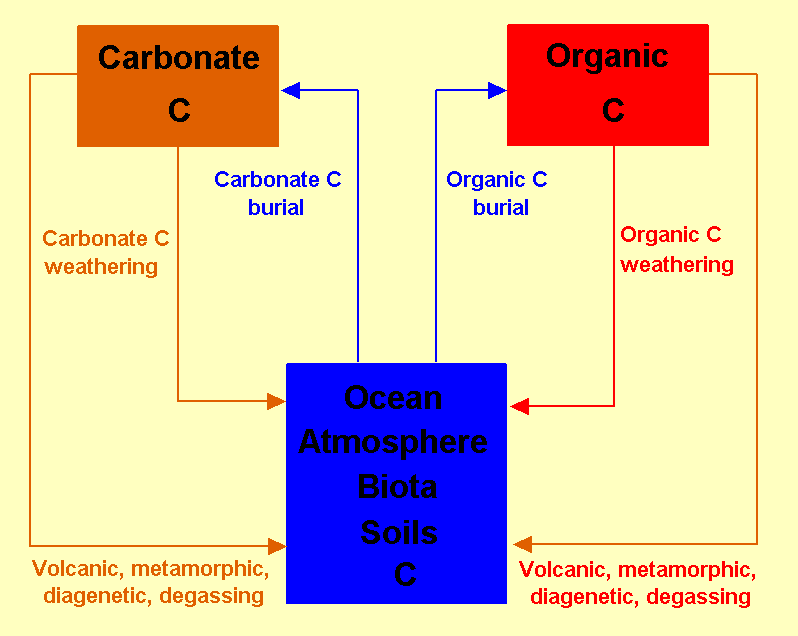 Carbonate
C
Organic
C
Carbonate C
burial
Organic C
burial
Carbonate C
weathering
Organic C
weathering
Ocean
Atmosphere
Biota
Soils
C
Volcanic, metamorphic,
diagenetic, degassing
Volcanic, metamorphic,
diagenetic, degassing